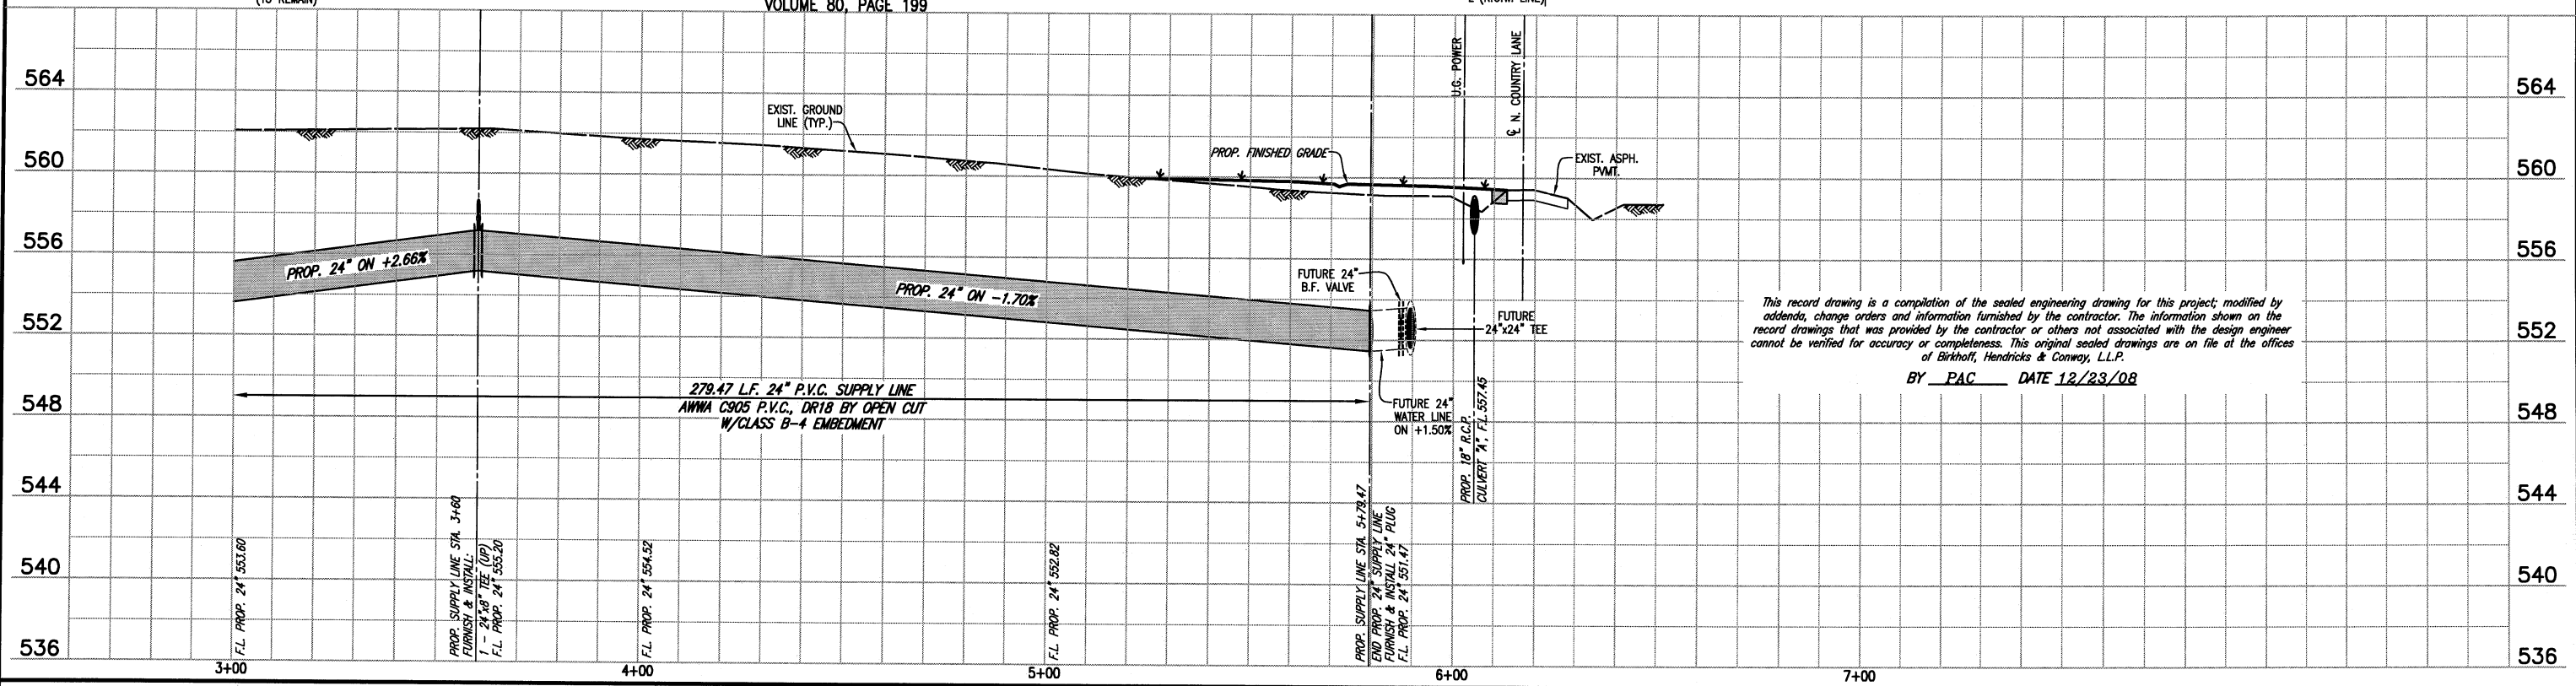 (TO REMAIN)
VOLUME 80, PAGE 199
564
560
556
552
548
544
540
536
564
560
556
552
548
544
540
536
EXIST. GROUND
LINE (TYP.)
PROP. FINISHED GRADE
U.G. POWER
℄ N. COUNTRY LANE
EXIST. ASPH.
PVMT.
PROP. 24" ON +2.66%
PROP. 24" ON -1.70%
FUTURE 24"
B.F. VALVE
FUTURE
24"x24" TEE
FUTURE 24"
WATER LINE
ON +1.50%
279.47 L.F. 24" P.V.C. SUPPLY LINE
AWWA C905 P.V.C., DR18 BY OPEN CUT
W/CLASS B-4 EMBEDMENT
PROP. 18" R.C.P.
CULVERT "A", F.L. 557.45
This record drawing is a compilation of the sealed engineering drawing for this project; modified by
addenda, change orders and information furnished by the contractor. The information shown on the
record drawings that was provided by the contractor or others not associated with the design engineer
cannot be verified for accuracy or completeness. This original sealed drawings are on file at the offices
of Birkhoff, Hendricks & Conway, L.L.P.
BY PAC DATE 12/23/08
F.L. PROP. 24" 553.60
PROP. SUPPLY LINE STA. 3+60
FURNISH & INSTALL:
1 - 24"x8" TEE (UP)
F.L. PROP. 24" 555.20
F.L. PROP. 24" 554.52
F.L. PROP. 24" 552.82
PROP. SUPPLY LINE STA. 5+79.47
END PROP. 24" SUPPLY LINE
FURNISH & INSTALL 24" PLUG
F.L. PROP. 24" 551.47
3+00
4+00
5+00
6+00
7+00